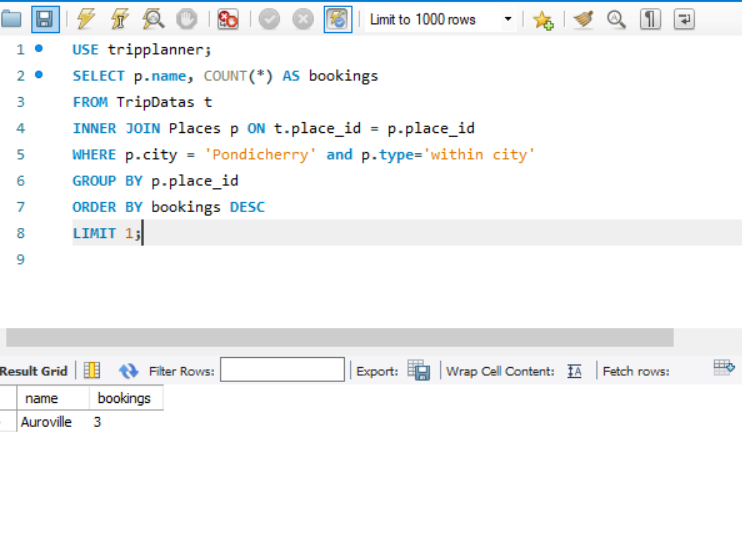 Limit to 1000 rows
1 USE tripplanner;
2 SELECT p.name, COUNT(*) AS bookings
3 FROM TripDatas t
4 INNER JOIN Places p ON t.place_id = p.place_id
5 WHERE p.city = 'Pondicherry' and p.type='within city'
6 GROUP BY p.place_id
7 ORDER BY bookings DESC
8 LIMIT 1;
9
Result Grid Filter Rows: Export: Wrap Cell Content: IA Fetch rows:
name bookings
Auroville 3